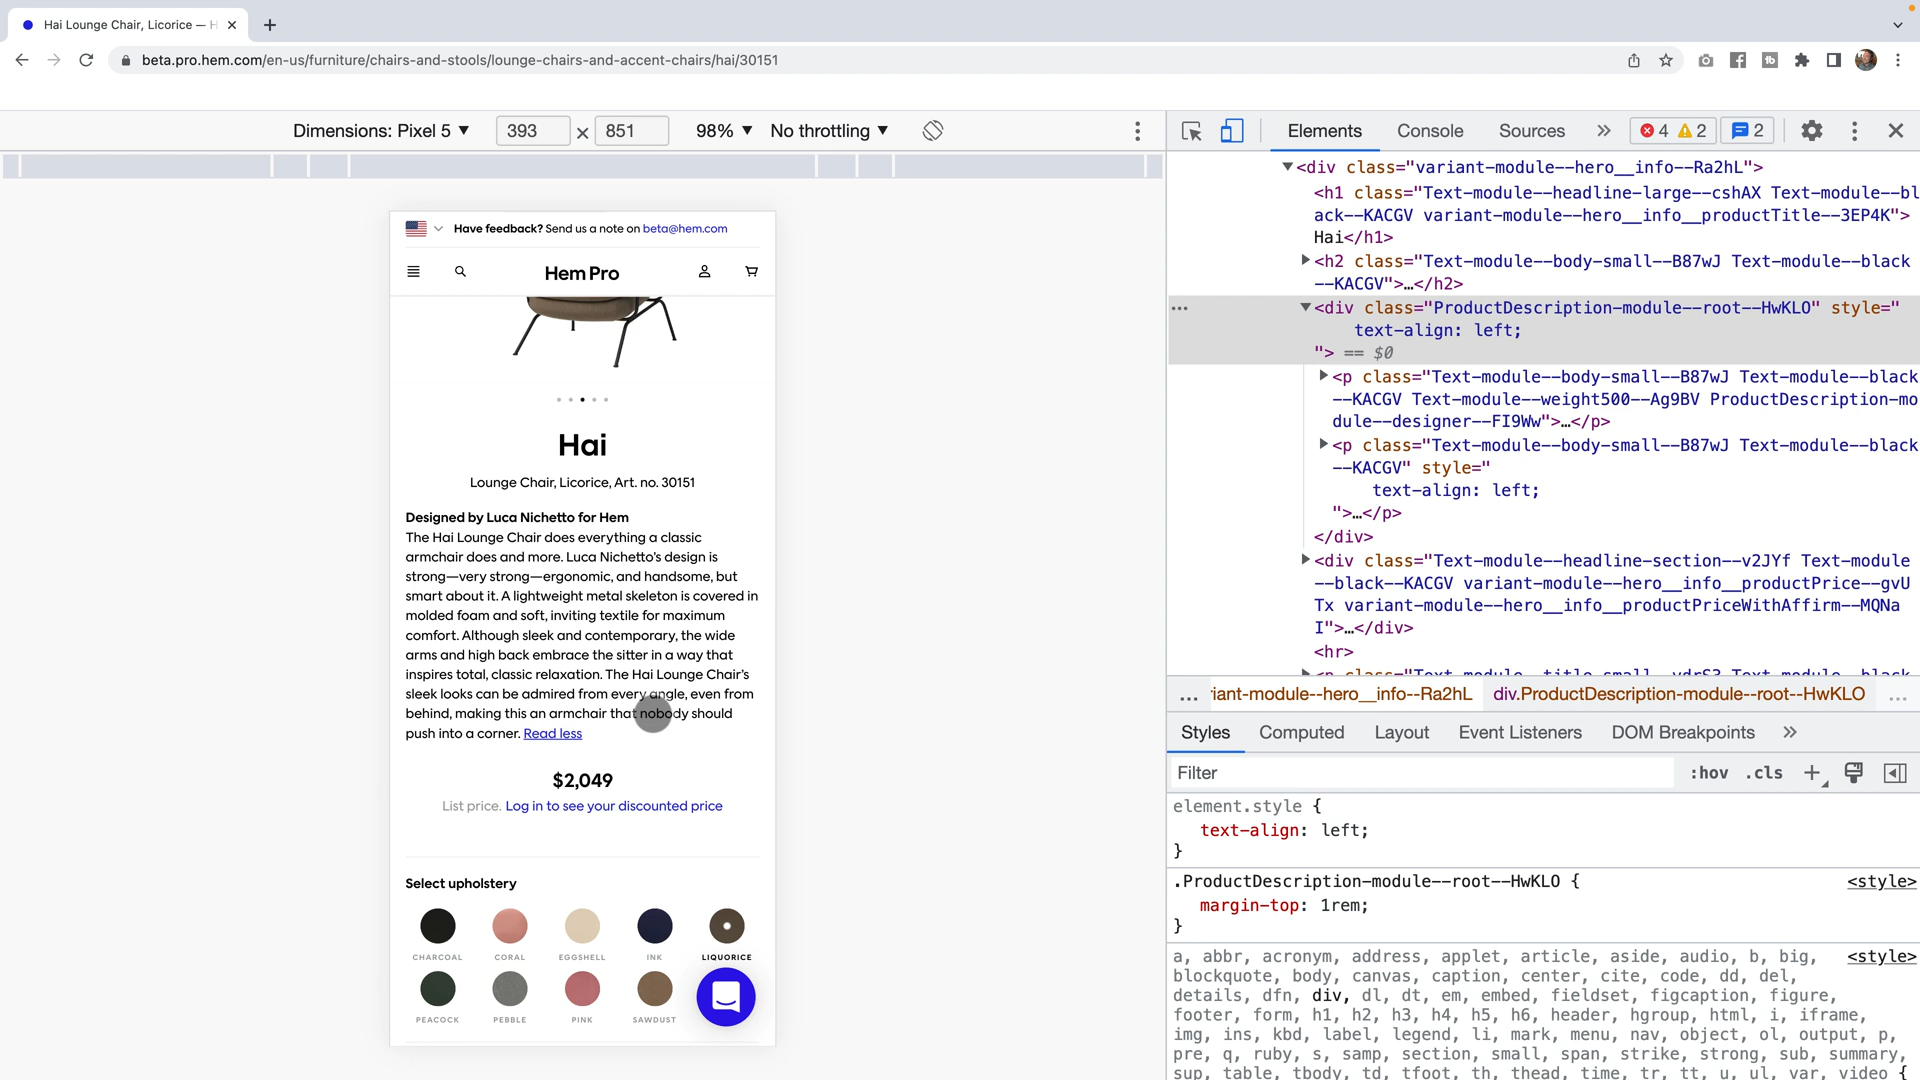 Hai Lounge Chair, Licorice — H
beta.pro.hem.com/en-us/furniture/chairs-and-stools/lounge-chairs-and-accent-chairs/hai/30151
Dimensions: Pixel 5 ▼ 393 × 851 98% ▼ No throttling ▼
Have feedback? Send us a note on beta@hem.com
Hem Pro
Hai
Lounge Chair, Licorice, Art. no. 30151
Designed by Luca Nichetto for Hem
The Hai Lounge Chair does everything a classic
armchair does and more. Luca Nichetto's design is
strong—very strong—ergonomic, and handsome, but
smart about it. A lightweight metal skeleton is covered in
molded foam and soft, inviting textile for maximum
comfort. Although sleek and contemporary, the wide
arms and high back embrace the sitter in a way that
inspires total, classic relaxation. The Hai Lounge Chair's
sleek looks can be admired from every angle, even from
behind, making this an armchair that nobody should
push into a corner. Read less
$2,049
List price. Log in to see your discounted price
Select upholstery
CHARCOAL CORAL EGGSHELL INK LIQUORICE
PEACOCK PEBBLE PINK SAWDUST
Elements Console Sources » 4 2 2
<div class="variant-module--hero__info--Ra2hL">
<h1 class="Text-module--headline-large--cshAX Text-module--bl
ack--KACGV variant-module--hero__info__productTitle--3EP4K">
Hai</h1>
<h2 class="Text-module--body-small--B87wJ Text-module--black
--KACGV">…</h2>
<div class="ProductDescription-module--root--HwKLO" style="
text-align: left;
"> == $0
<p class="Text-module--body-small--B87wJ Text-module--black
--KACGV Text-module--weight500--Ag9BV ProductDescription-mo
dule--designer--FI9Ww">…</p>
<p class="Text-module--body-small--B87wJ Text-module--black
--KACGV" style="
text-align: left;
">…</p>
</div>
<div class="Text-module--headline-section--v2JYf Text-module
--black--KACGV variant-module--hero__info__productPrice--gvU
Tx variant-module--hero__info__productPriceWithAffirm--MQNa
I">…</div>
<hr>
… iant-module--hero__info--Ra2hL div.ProductDescription-module--root--HwKLO …
Styles Computed Layout Event Listeners DOM Breakpoints »
Filter :hov .cls +
element.style {
text-align: left;
}
.ProductDescription-module--root--HwKLO { <style>
margin-top: 1rem;
}
a, abbr, acronym, address, applet, article, aside, audio, b, big, <style>
blockquote, body, canvas, caption, center, cite, code, dd, del,
details, dfn, div, dl, dt, em, embed, fieldset, figcaption, figure,
footer, form, h1, h2, h3, h4, h5, h6, header, hgroup, html, i, iframe,
img, ins, kbd, label, legend, li, mark, menu, nav, object, ol, output, p,
pre, q, ruby, s, samp, section, small, span, strike, strong, sub, summary,
sup, table, tbody, td, tfoot, th, thead, time, tr, tt, u, ul, var, video {